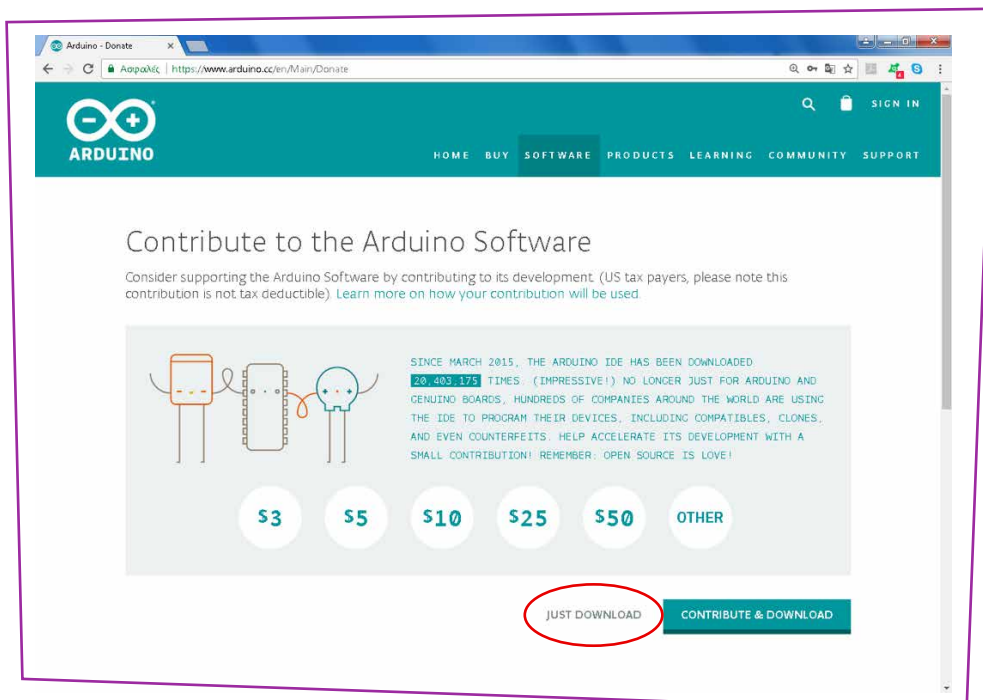 Arduino - Donate
Ασφαλές | https://www.arduino.cc/en/Main/Donate
SIGN IN
ARDUINO
HOME BUY SOFTWARE PRODUCTS LEARNING COMMUNITY SUPPORT
Contribute to the Arduino Software
Consider supporting the Arduino Software by contributing to its development. (US tax payers, please note this
contribution is not tax deductible). Learn more on how your contribution will be used.
SINCE MARCH 2015, THE ARDUINO IDE HAS BEEN DOWNLOADED
20,403,175 TIMES. (IMPRESSIVE!) NO LONGER JUST FOR ARDUINO AND
GENUINO BOARDS, HUNDREDS OF COMPANIES AROUND THE WORLD ARE USING
THE IDE TO PROGRAM THEIR DEVICES, INCLUDING COMPATIBLES, CLONES,
AND EVEN COUNTERFEITS. HELP ACCELERATE ITS DEVELOPMENT WITH A
SMALL CONTRIBUTION! REMEMBER: OPEN SOURCE IS LOVE!
$3 $5 $10 $25 $50 OTHER
JUST DOWNLOAD CONTRIBUTE & DOWNLOAD